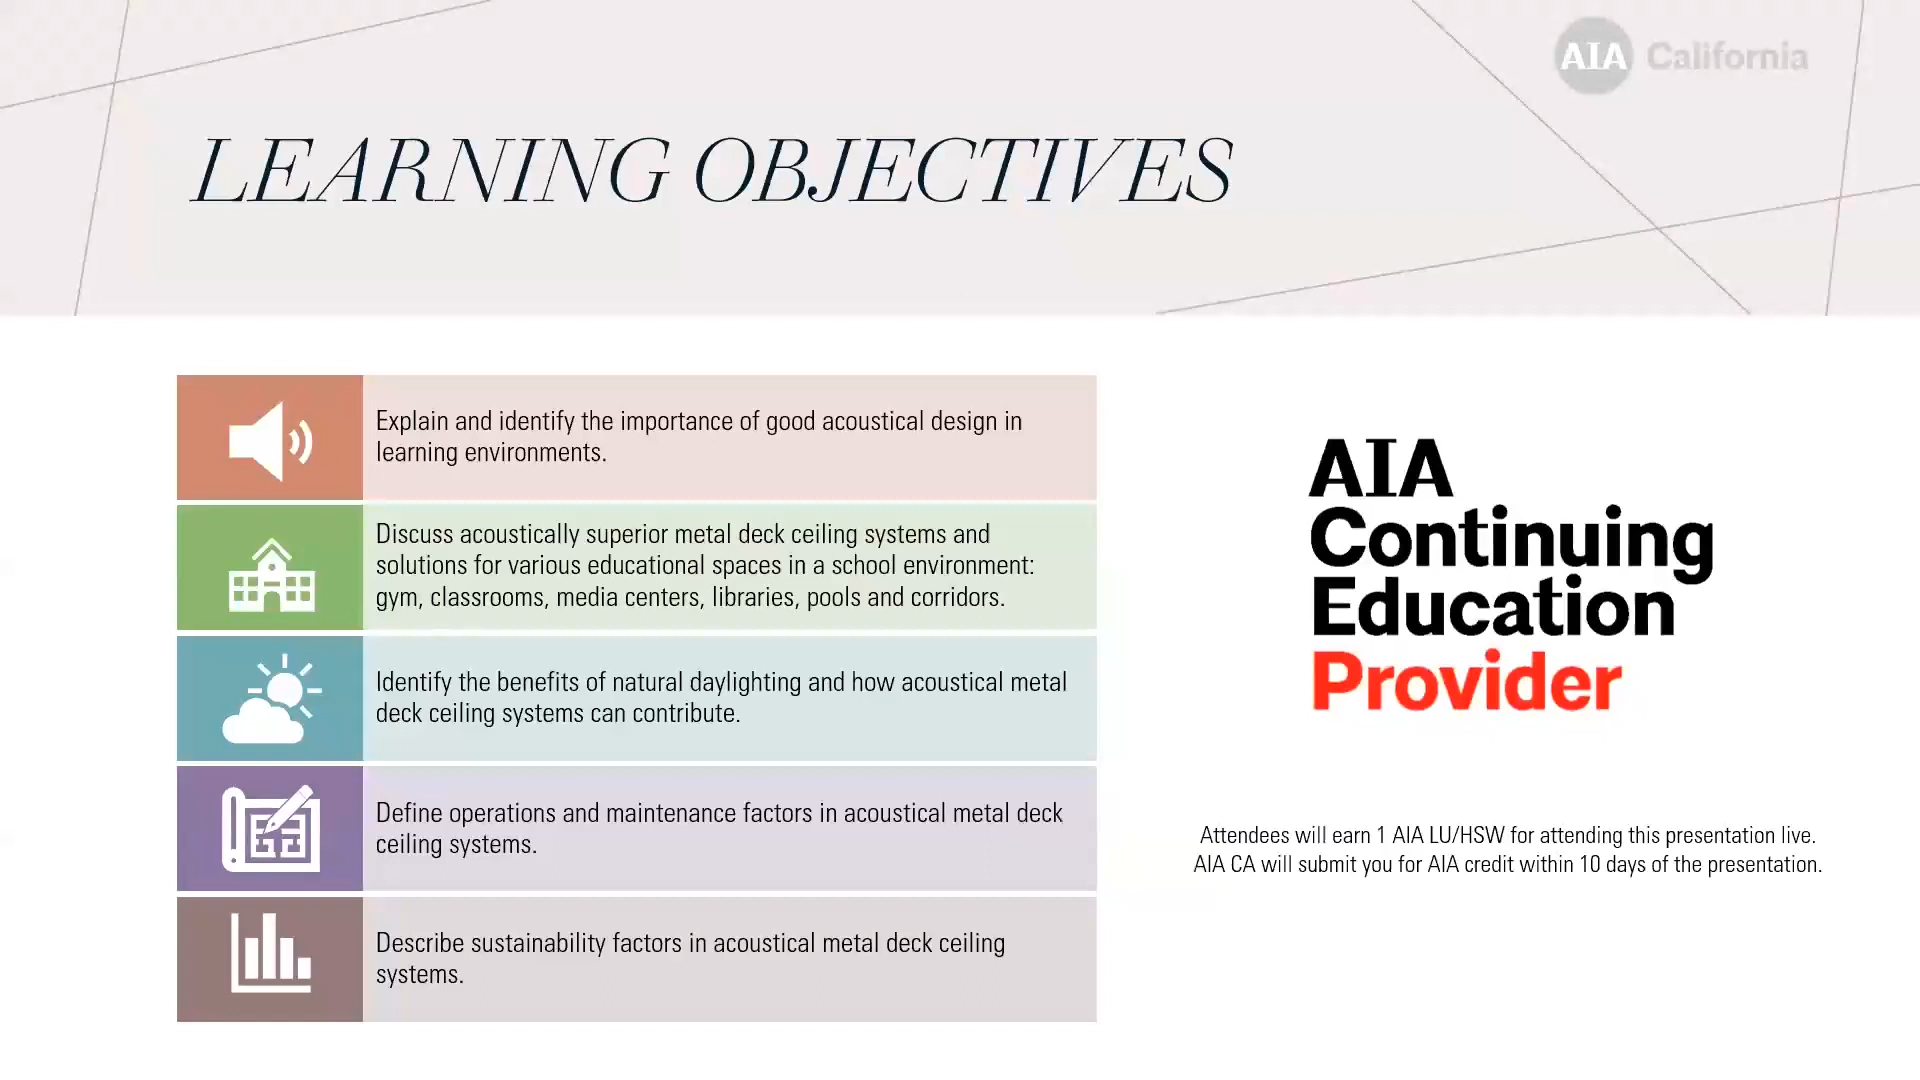 AIA California
LEARNING OBJECTIVES
Explain and identify the importance of good acoustical design in
learning environments.
Discuss acoustically superior metal deck ceiling systems and
solutions for various educational spaces in a school environment:
gym, classrooms, media centers, libraries, pools and corridors.
Identify the benefits of natural daylighting and how acoustical metal
deck ceiling systems can contribute.
Define operations and maintenance factors in acoustical metal deck
ceiling systems.
Describe sustainability factors in acoustical metal deck ceiling
systems.
AIA
Continuing
Education
Provider
Attendees will earn 1 AIA LU/HSW for attending this presentation live.
AIA CA will submit you for AIA credit within 10 days of the presentation.